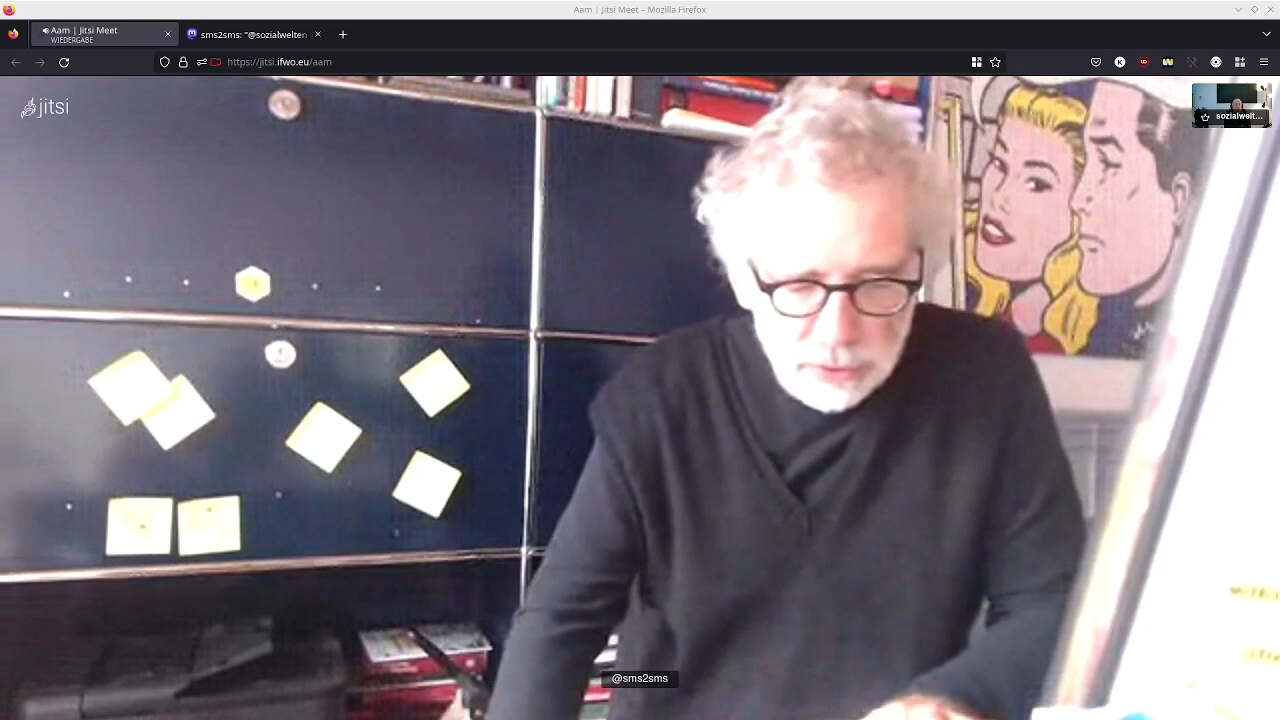 Aam | Jitsi Meet – Mozilla Firefox
Aam | Jitsi Meet
WIEDERGABE
sms2sms: "@sozialwelten
https://jitsi.ifwo.eu/aam
jitsi
sozialwelt...
@sms2sms